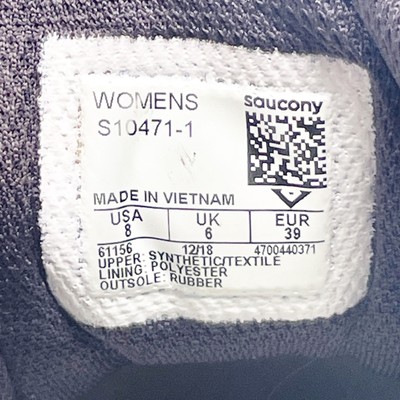 WOMENS
saucony
S10471-1
MADE IN VIETNAM
USA UK EUR
8 6 39
61156 12/18 4700440371
UPPER: SYNTHETIC/TEXTILE
LINING: POLYESTER
OUTSOLE: RUBBER